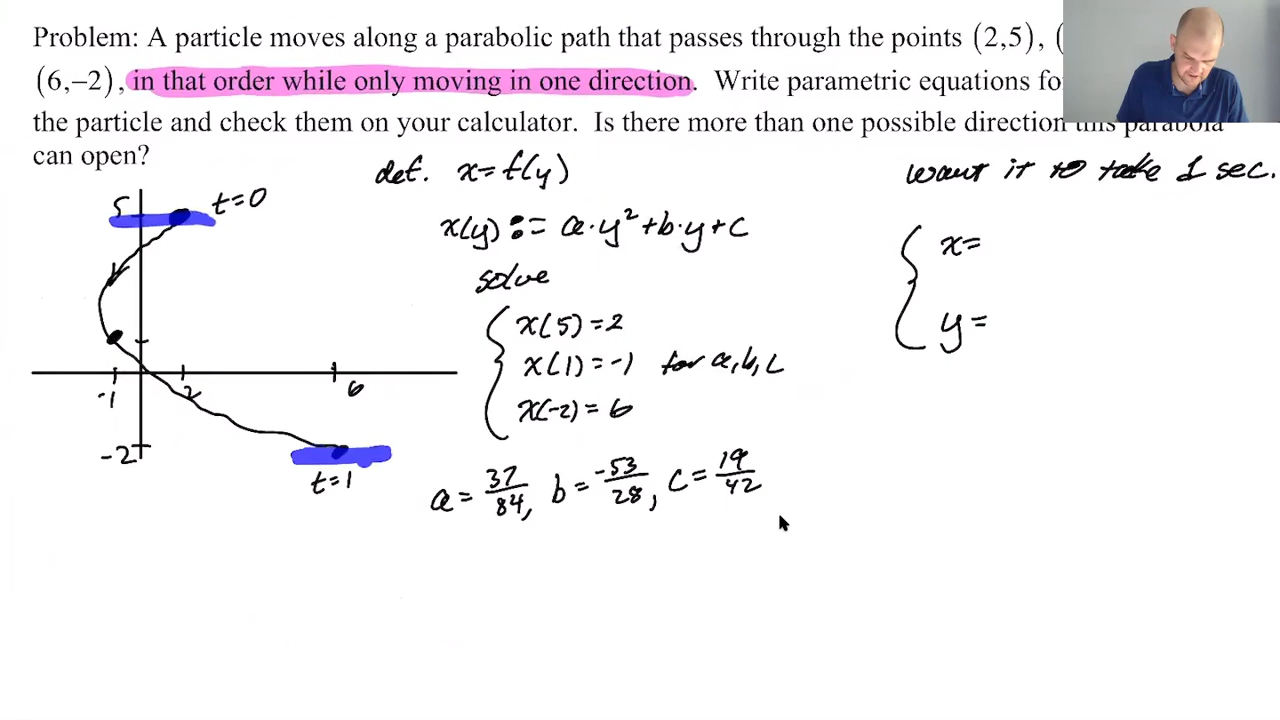 Problem: A particle moves along a parabolic path that passes through the points (2,5), (
(6,–2), in that order while only moving in one direction. Write parametric equations fo
the particle and check them on your calculator. Is there more than one possible direction this parabola
can open?
def. x=f(y)
want it to take 1 sec.
5
t=0
x(y) := a·y²+b·y+c
x=
y=
solve
x(5)=2
x(1)=-1 for a,b,c
x(-2)=6
-1 2 6
-2
t=1
a= 37/84, b= -53/28, c= 19/42